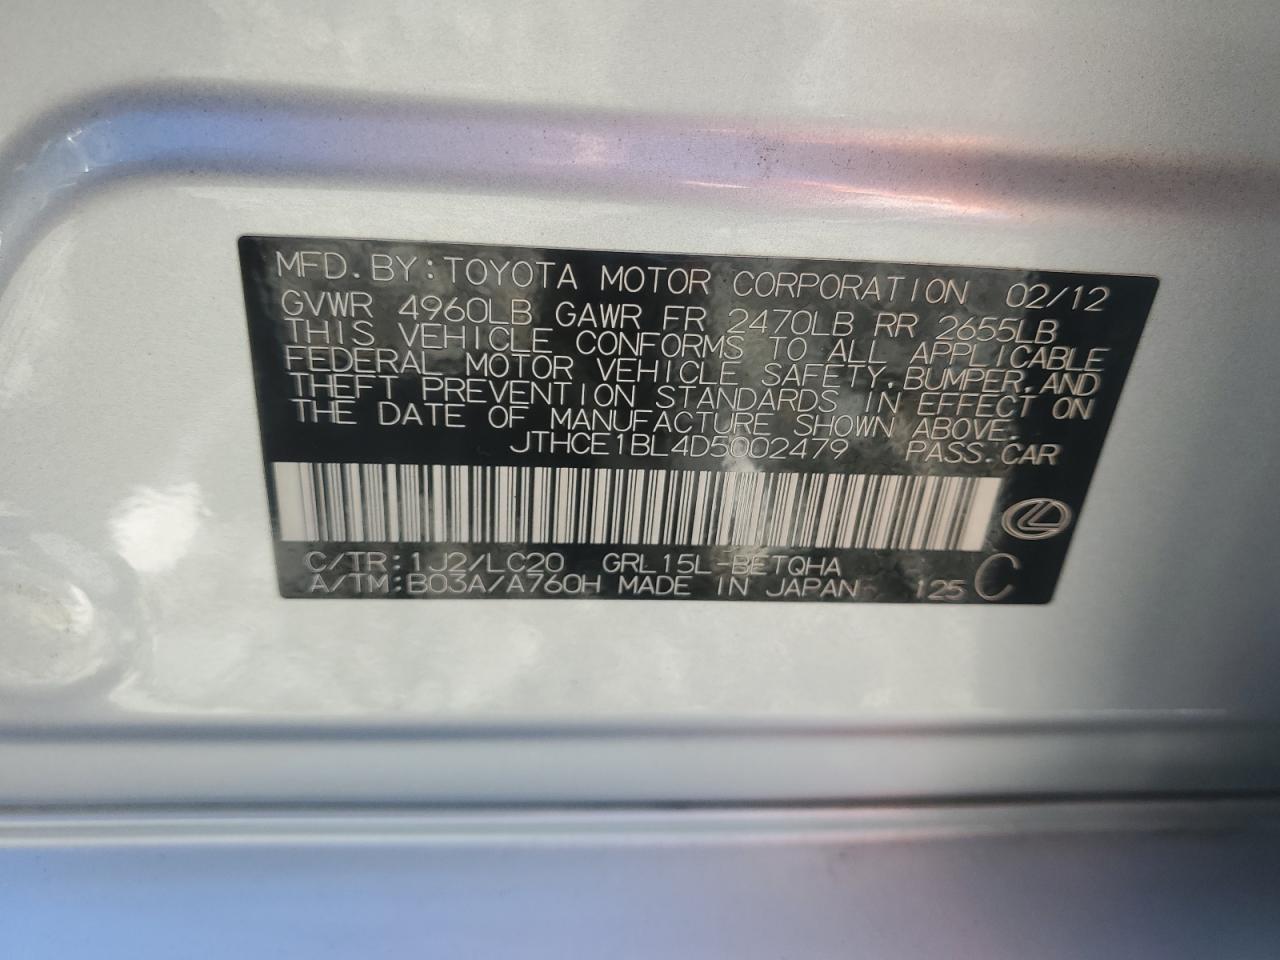 MFD. BY: TOYOTA MOTOR CORPORATION 02/12
GVWR 4960LB GAWR FR 2470LB RR 2655LB
THIS VEHICLE CONFORMS TO ALL APPLICABLE
FEDERAL MOTOR VEHICLE SAFETY, BUMPER, AND
THEFT PREVENTION STANDARDS IN EFFECT ON
THE DATE OF MANUFACTURE SHOWN ABOVE.
JTHCE1BL4D5002479 PASS. CAR
C/TR: 1J2/LC20 GRL15L-BETQHA
A/TM: B03A/A760H MADE IN JAPAN 125 C